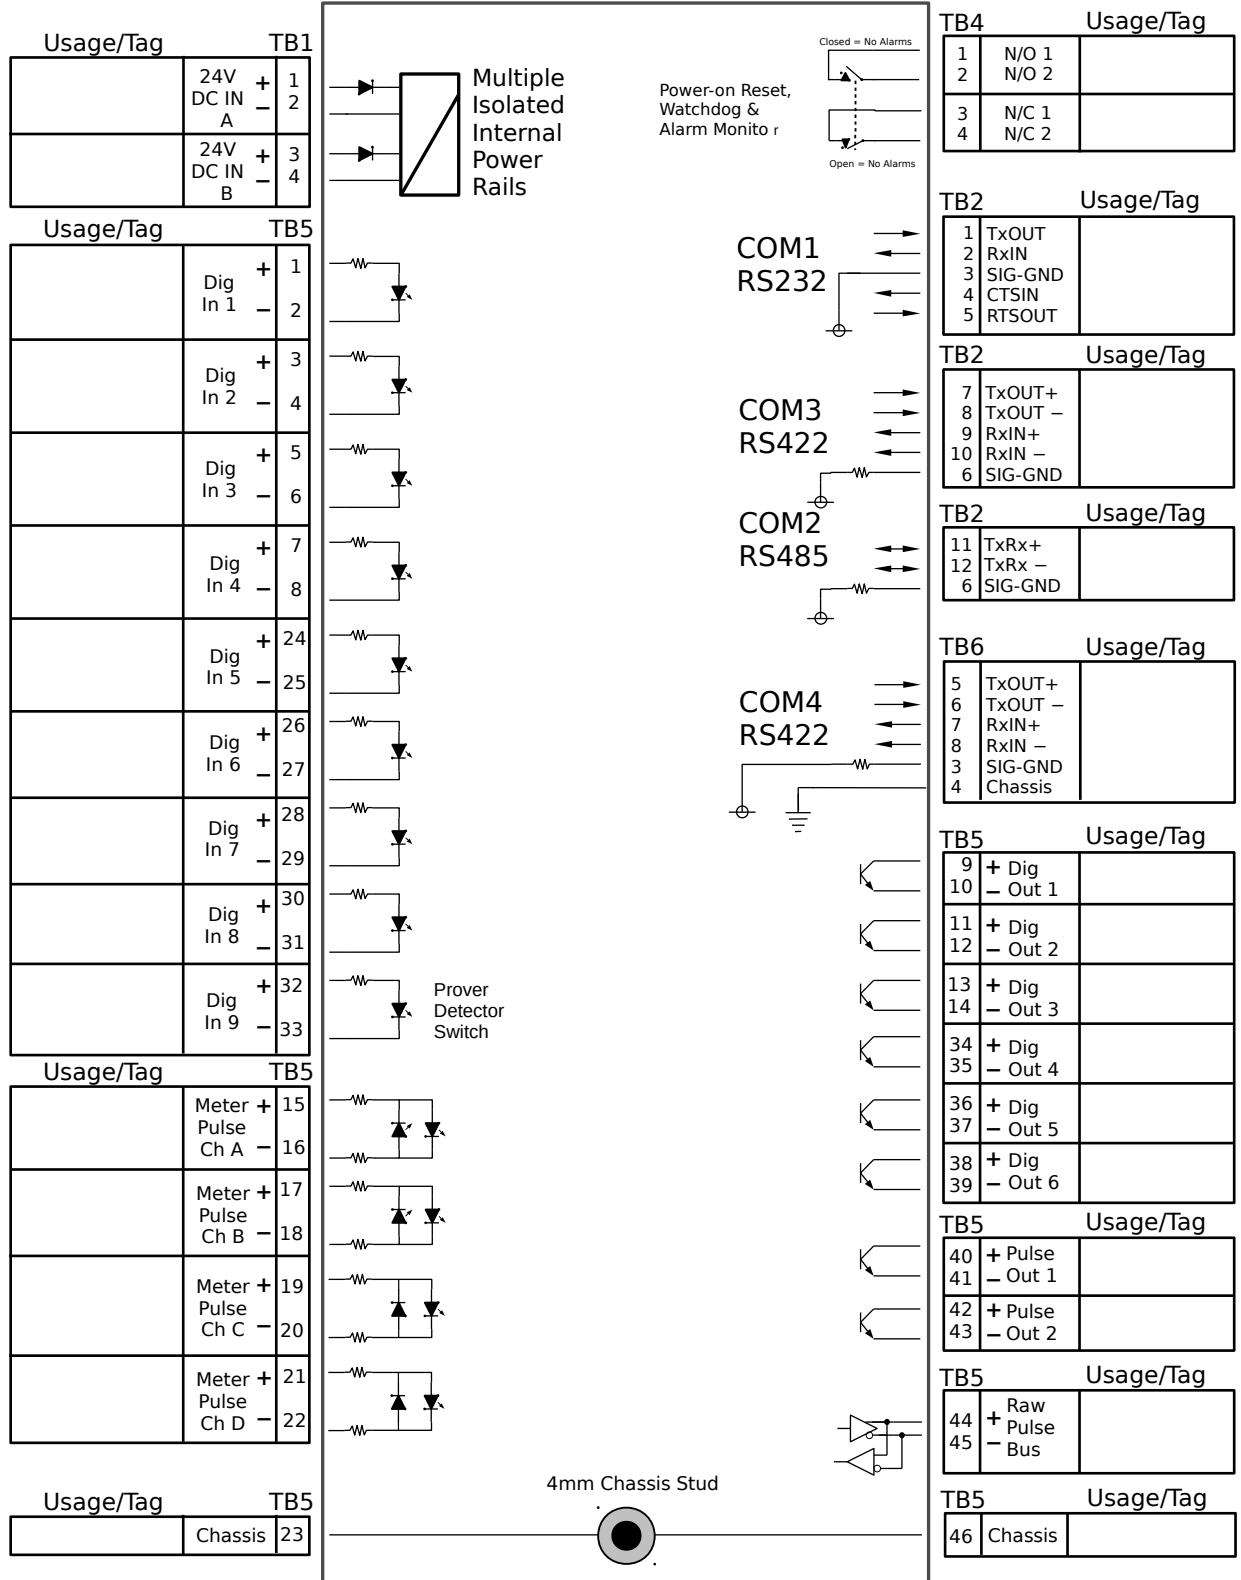 Usage/Tag TB1
24V + 1
DC IN − 2
A
24V + 3
DC IN − 4
B
Usage/Tag TB5
+ 1
Dig
In 1 − 2
+ 3
Dig
In 2 − 4
+ 5
Dig
In 3 − 6
+ 7
Dig
In 4 − 8
+ 24
Dig
In 5 − 25
+ 26
Dig
In 6 − 27
+ 28
Dig
In 7 − 29
+ 30
Dig
In 8 − 31
+ 32
Dig
In 9 − 33
Usage/Tag TB5
Meter + 15
Pulse
Ch A − 16
Meter + 17
Pulse
Ch B − 18
Meter + 19
Pulse
Ch C − 20
Meter + 21
Pulse
Ch D − 22
Usage/Tag TB5
Chassis 23
Multiple
Isolated
Internal
Power
Rails
Prover
Detector
Switch
4mm Chassis Stud
Closed = No Alarms
Power-on Reset,
Watchdog &
Alarm Monito r
Open = No Alarms
COM1
RS232
COM3
RS422
COM2
RS485
COM4
RS422
TB4 Usage/Tag
1 N/O 1
2 N/O 2
3 N/C 1
4 N/C 2
TB2 Usage/Tag
1 TxOUT
2 RxIN
3 SIG-GND
4 CTSIN
5 RTSOUT
TB2 Usage/Tag
7 TxOUT+
8 TxOUT −
9 RxIN+
10 RxIN −
6 SIG-GND
TB2 Usage/Tag
11 TxRx+
12 TxRx −
6 SIG-GND
TB6 Usage/Tag
5 TxOUT+
6 TxOUT −
7 RxIN+
8 RxIN −
3 SIG-GND
4 Chassis
TB5 Usage/Tag
9 + Dig
10 − Out 1
11 + Dig
12 − Out 2
13 + Dig
14 − Out 3
34 + Dig
35 − Out 4
36 + Dig
37 − Out 5
38 + Dig
39 − Out 6
TB5 Usage/Tag
40 + Pulse
41 − Out 1
42 + Pulse
43 − Out 2
TB5 Usage/Tag
Raw
44 + Pulse
45 − Bus
TB5 Usage/Tag
46 Chassis